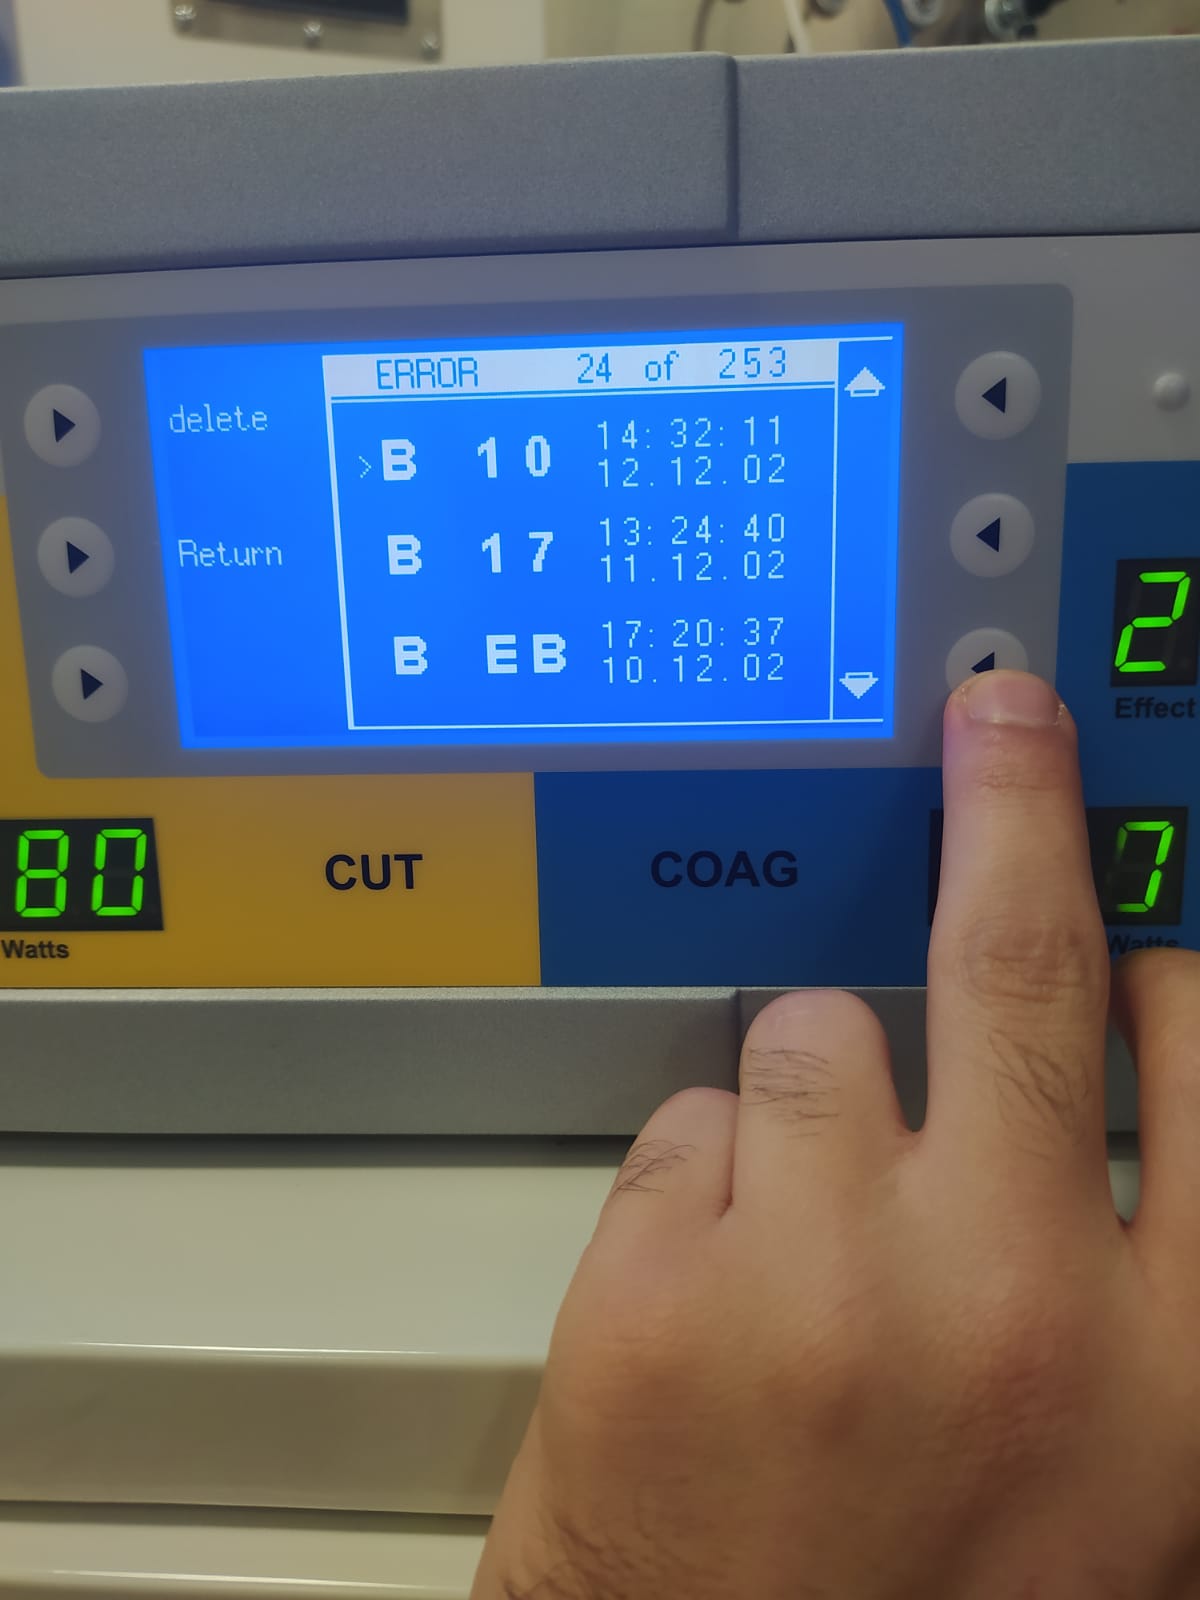 ERROR 24 of 253
delete
>B 10 14:32:11
12.12.02
B 17 13:24:40
11.12.02
Return
B EB 17:20:37
10.12.02
2
Effect
80
Watts
CUT
COAG
7
Watts